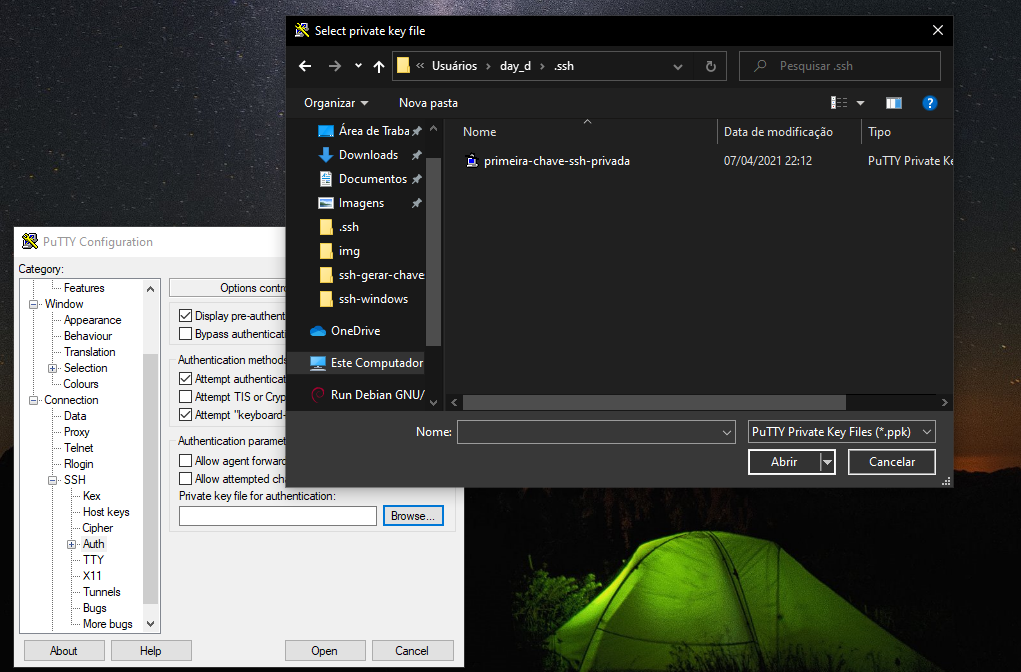 Select private key file
« Usuários › day_d › .ssh
Pesquisar .ssh
Organizar
Nova pasta
Área de Traba
Downloads
Documentos
Imagens
.ssh
img
ssh-gerar-chave
ssh-windows
OneDrive
Este Computador
Run Debian GNU/
Nome
Data de modificação
Tipo
primeira-chave-ssh-privada
07/04/2021 22:12
PuTTY Private Ke
Nome:
PuTTY Private Key Files (*.ppk)
Abrir
Cancelar
PuTTY Configuration
Category:
Features
Window
Appearance
Behaviour
Translation
Selection
Colours
Connection
Data
Proxy
Telnet
Rlogin
SSH
Kex
Host keys
Cipher
Auth
TTY
X11
Tunnels
Bugs
More bugs
Options contro
Display pre-authent
Bypass authenticati
Authentication methods
Attempt authenticat
Attempt TIS or Cryp
Attempt "keyboard-
Authentication paramet
Allow agent forward
Allow attempted cha
Private key file for authentication:
Browse...
About
Help
Open
Cancel